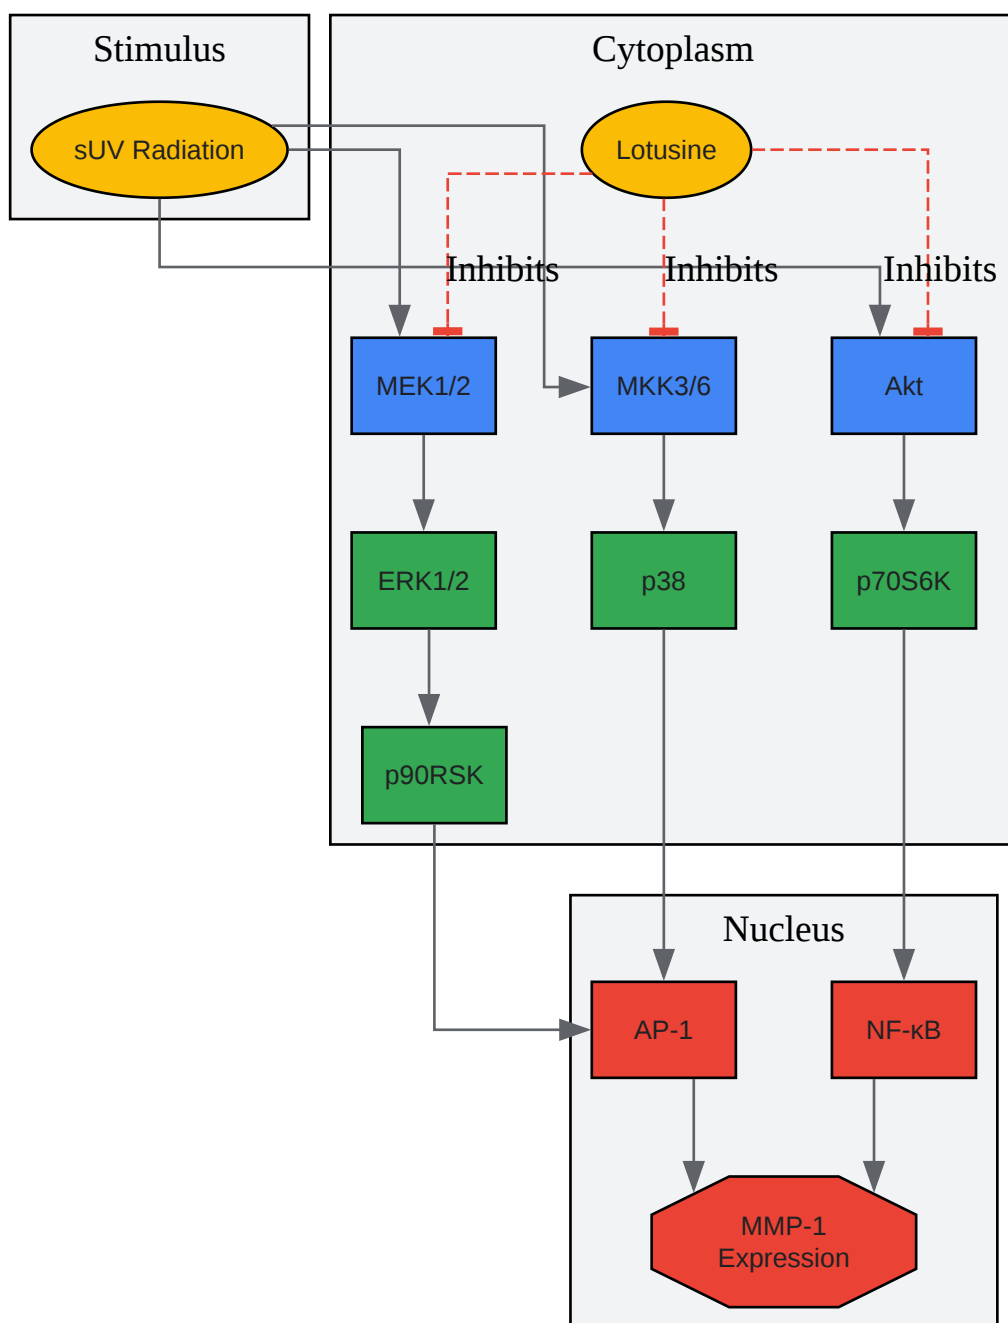 Stimulus
Cytoplasm
sUV Radiation
Lotusine
Inhibits
Inhibits
Inhibits
MEK1/2
MKK3/6
Akt
ERK1/2
p38
p70S6K
p90RSK
Nucleus
AP-1
NF-κB
MMP-1
Expression